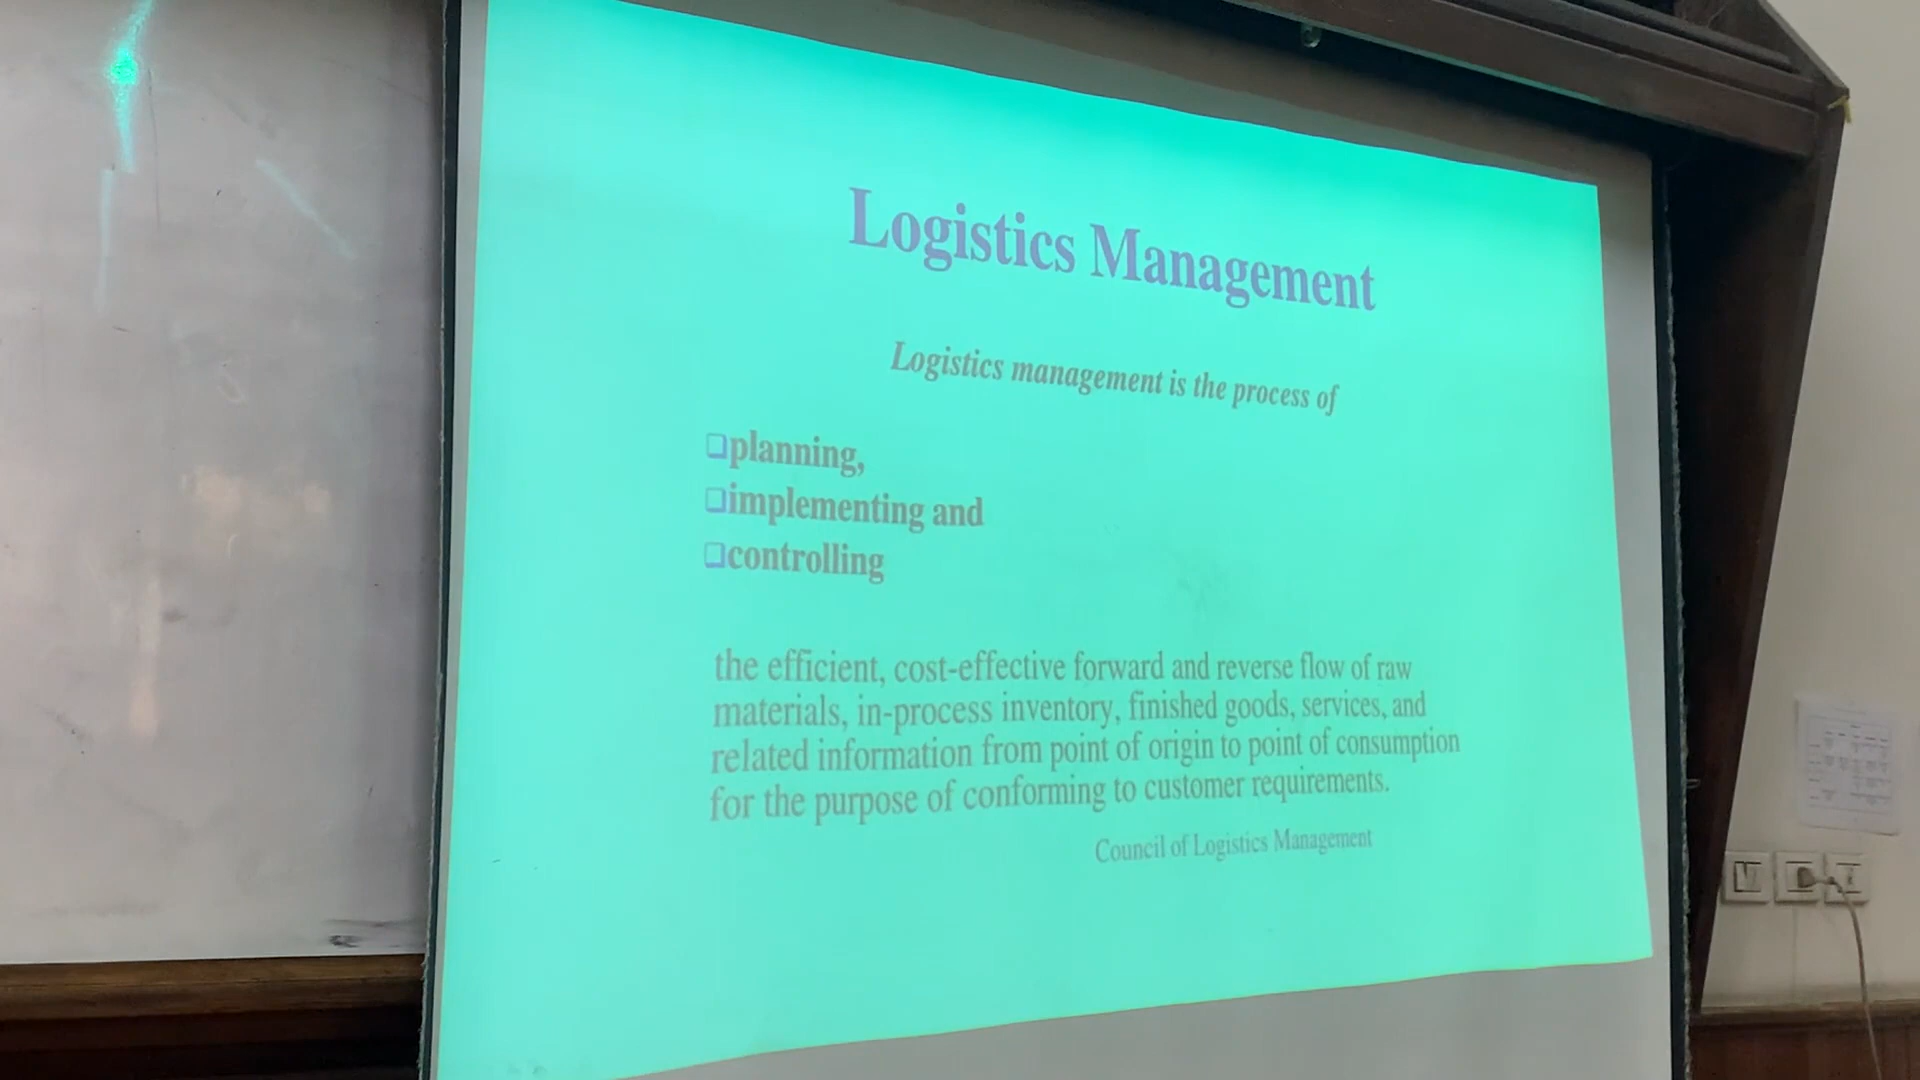 Logistics Management
Logistics management is the process of
❑planning,
❑implementing and
❑controlling
the efficient, cost-effective forward and reverse flow of raw
materials, in-process inventory, finished goods, services, and
related information from point of origin to point of consumption
for the purpose of conforming to customer requirements.
Council of Logistics Management